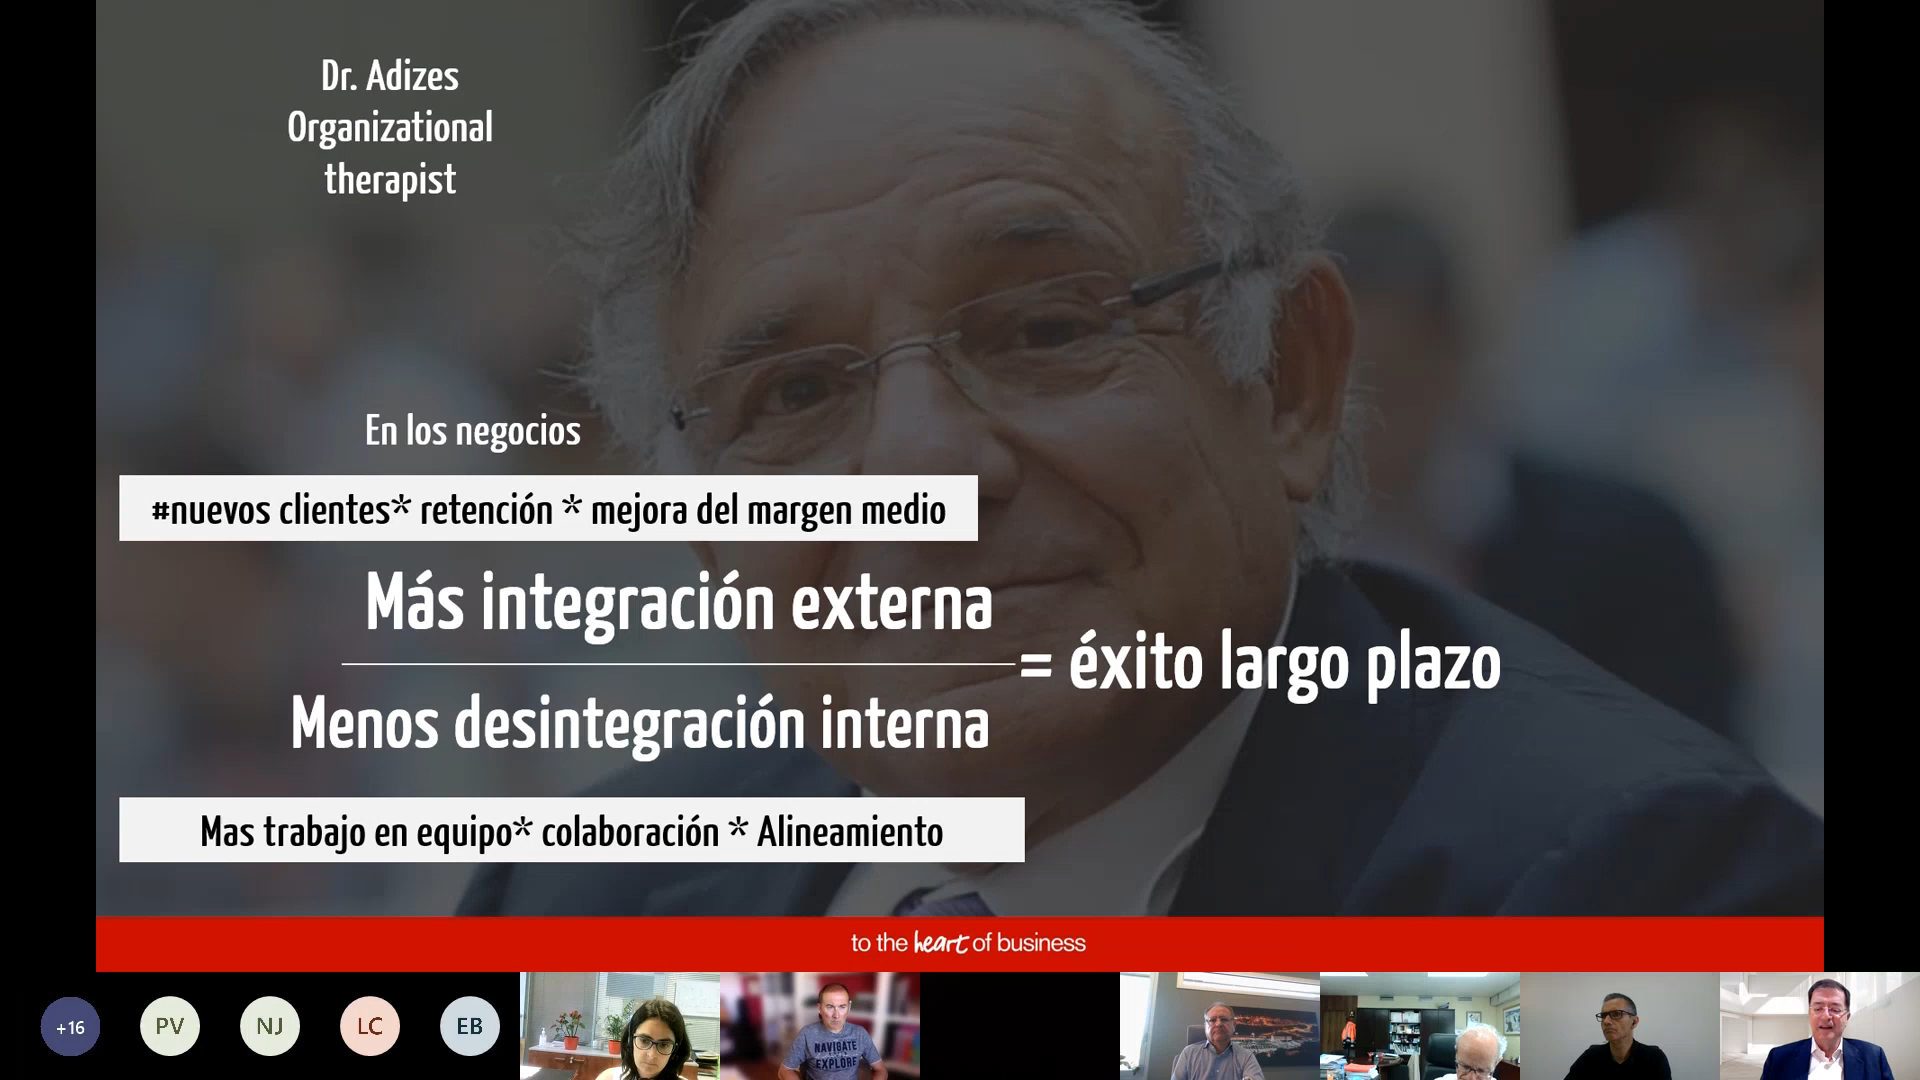 Dr. Adizes
Organizational
therapist
En los negocios
#nuevos clientes* retención * mejora del margen medio
Más integración externa
= éxito largo plazo
Menos desintegración interna
Mas trabajo en equipo* colaboración * Alineamiento
to the heart of business
+16
PV
NJ
LC
EB
NAVIGATE
EXPLORE